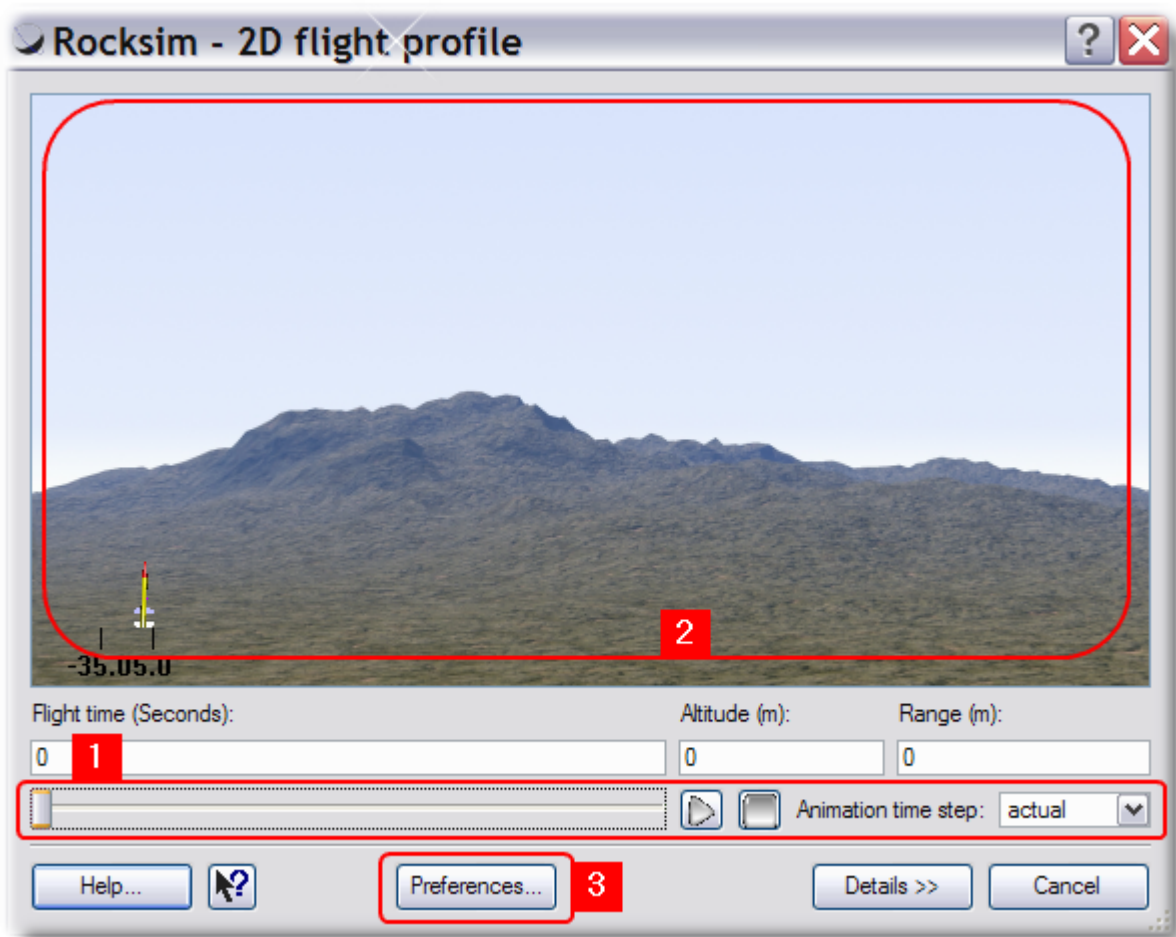 Rocksim - 2D flight profile
?
2
-35.05.0
Flight time (Seconds): Altitude (m): Range (m):
0 1 0 0
Animation time step: actual
Help... ? Preferences... 3 Details >> Cancel